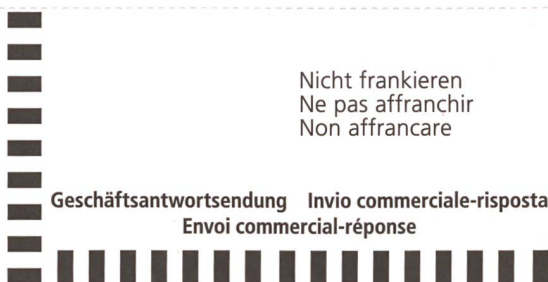 Nicht frankieren
Ne pas affranchir
Non affrancare
Geschäftsantwortsendung Invio commerciale-risposta
Envoi commercial-réponse